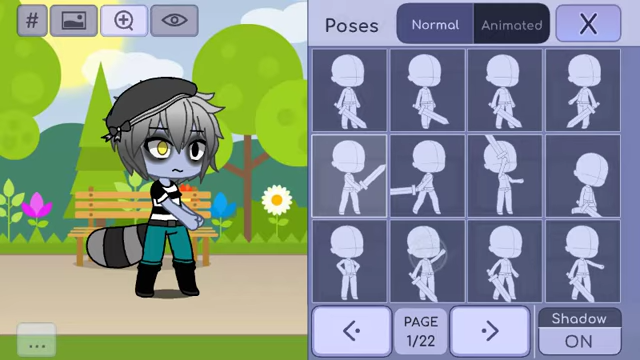 #
Poses
Normal
Animated
X
PAGE
1/22
Shadow
ON
...